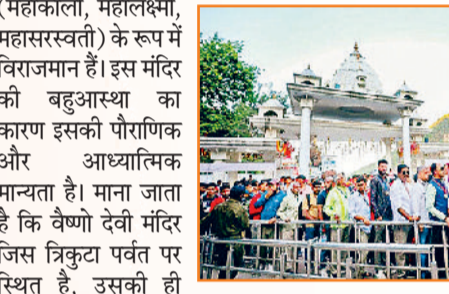 (महाकाली, महालक्ष्मी,
महासरस्वती) के रूप में
विराजमान हैं। इस मंदिर
की बहुआस्था का
कारण इसकी पौराणिक
और आध्यात्मिक
मान्यता है। माना जाता
है कि वैष्णो देवी मंदिर
जिस त्रिकुटा पर्वत पर
स्थित है, उसकी ही